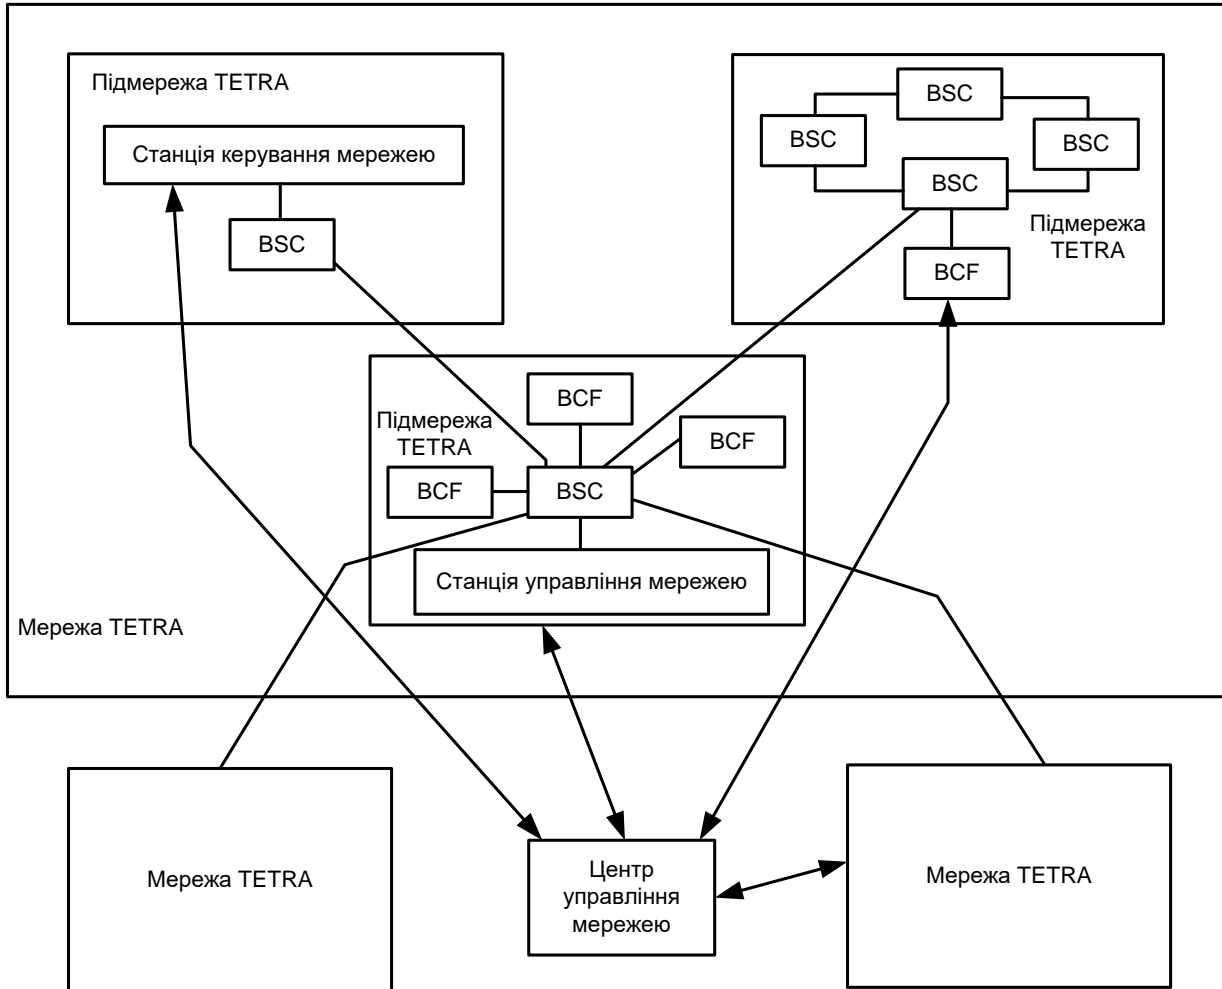 Підмережа TETRA
Станція керування мережею
BSC
BSC
BSC
BSC
BSC
Підмережа
TETRA
BCF
Підмережа
TETRA
BCF
BCF
BCF
BSC
Станція управління мережею
Мережа TETRA
Мережа TETRA
Центр
управління
мережею
Мережа TETRA